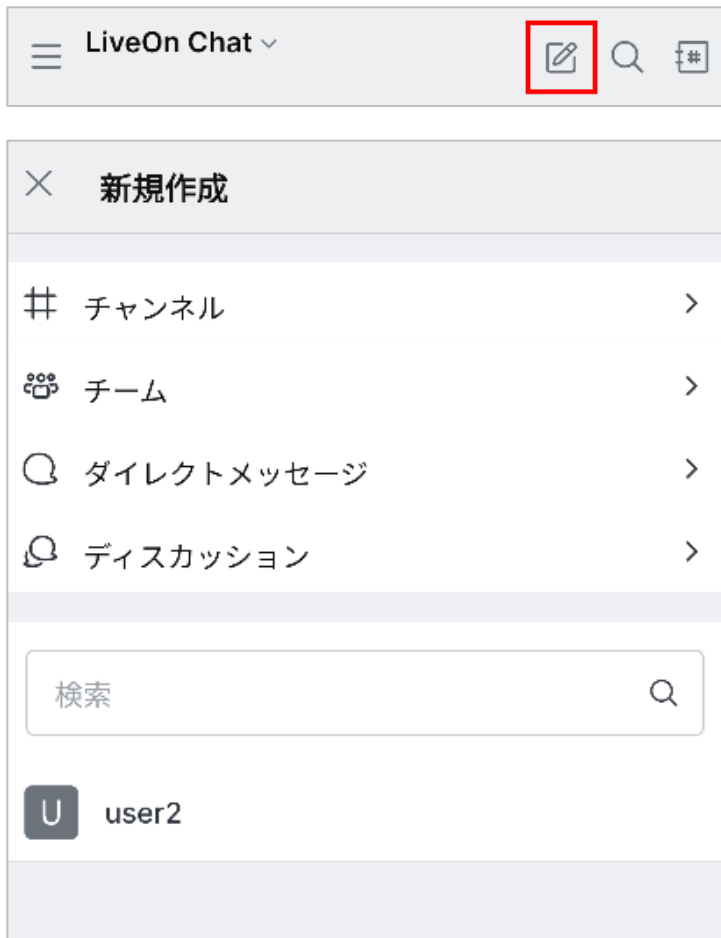 LiveOn Chat
新規作成
チャンネル
チーム
ダイレクトメッセージ
ディスカッション
検索
U user2